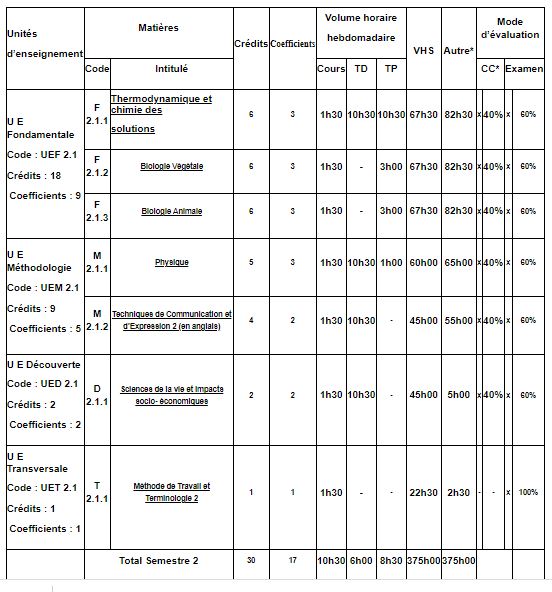 Unités d'enseignement | Matières | Crédits | Coefficients | Volume horaire hebdomadaire | VHS | Autre* | Mode d'évaluation
Code | Intitulé | Cours | TD | TP | CC* | Examen
U E Fondamentale
Code : UEF 2.1
Crédits : 18
Coefficients : 9
F 2.1.1 | Thermodynamique et chimie des solutions | 6 | 3 | 1h30 | 10h30 | 10h30 | 67h30 | 82h30 | x | 40% | x | 60%
F 2.1.2 | Biologie Végétale | 6 | 3 | 1h30 | - | 3h00 | 67h30 | 82h30 | x | 40% | x | 60%
F 2.1.3 | Biologie Animale | 6 | 3 | 1h30 | - | 3h00 | 67h30 | 82h30 | x | 40% | x | 60%
U E Méthodologie
Code : UEM 2.1
Crédits : 9
Coefficients : 5
M 2.1.1 | Physique | 5 | 3 | 1h30 | 10h30 | 1h00 | 60h00 | 65h00 | x | 40% | x | 60%
M 2.1.2 | Techniques de Communication et d'Expression 2 (en anglais) | 4 | 2 | 1h30 | 10h30 | - | 45h00 | 55h00 | x | 40% | x | 60%
U E Découverte
Code : UED 2.1
Crédits : 2
Coefficients : 2
D 2.1.1 | Sciences de la vie et impacts socio- économiques | 2 | 2 | 1h30 | 10h30 | - | 45h00 | 5h00 | x | 40% | x | 60%
U E Transversale
Code : UET 2.1
Crédits : 1
Coefficients : 1
T 2.1.1 | Méthode de Travail et Terminologie 2 | 1 | 1 | 1h30 | - | - | 22h30 | 2h30 | - | - | x | 100%
Total Semestre 2 | 30 | 17 | 10h30 | 6h00 | 8h30 | 375h00 | 375h00